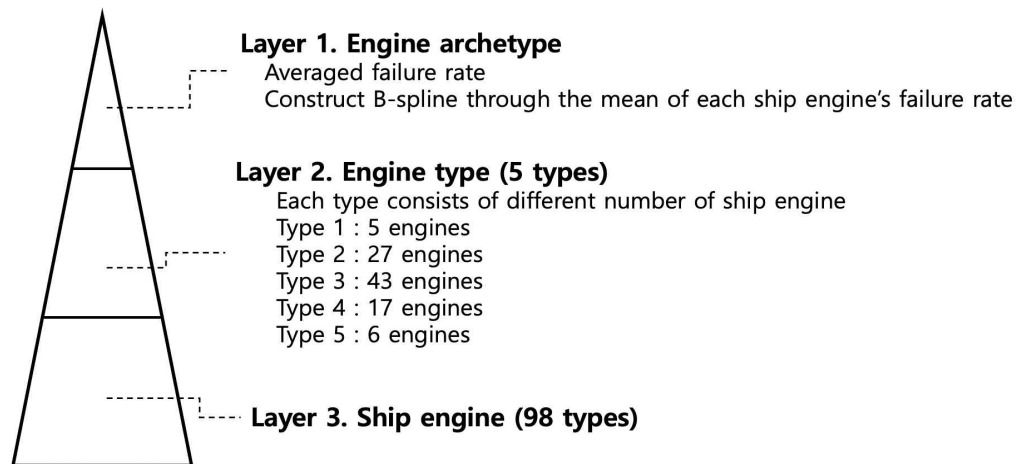 Layer 1. Engine archetype
Averaged failure rate
Construct B-spline through the mean of each ship engine's failure rate
Layer 2. Engine type (5 types)
Each type consists of different number of ship engine
Type 1 : 5 engines
Type 2 : 27 engines
Type 3 : 43 engines
Type 4 : 17 engines
Type 5 : 6 engines
Layer 3. Ship engine (98 types)